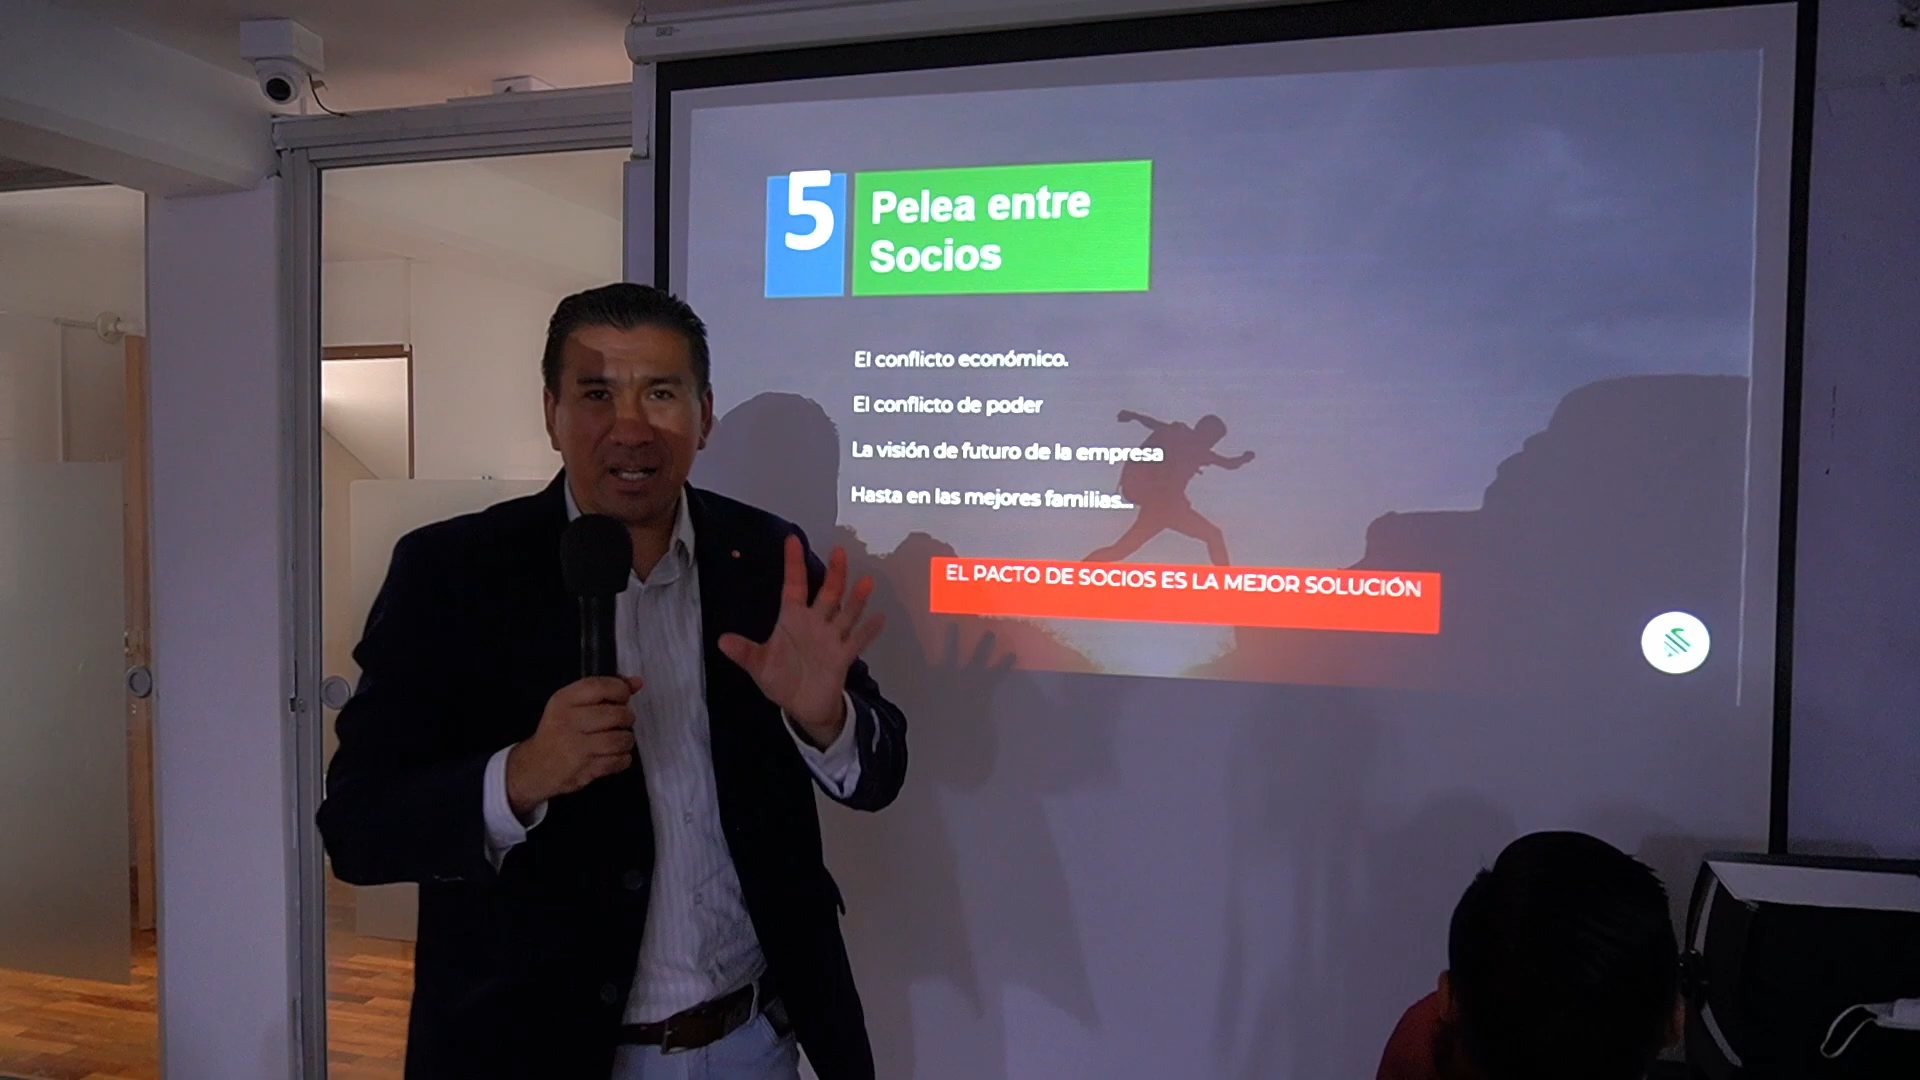 5
Pelea entre
Socios
El conflicto económico.
El conflicto de poder
La visión de futuro de la empresa
Hasta en las mejores familias...
EL PACTO DE SOCIOS ES LA MEJOR SOLUCIÓN